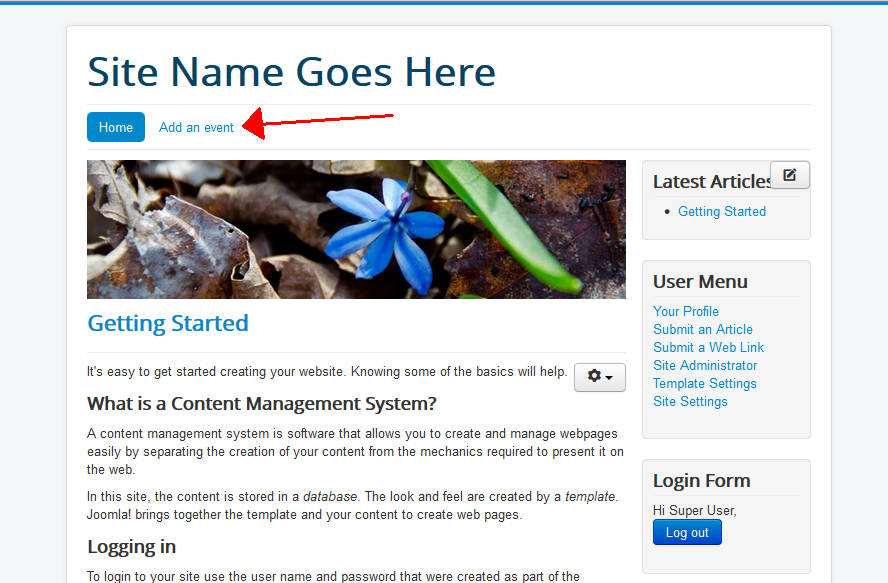 Site Name Goes Here
Home
Add an event
Getting Started
It's easy to get started creating your website. Knowing some of the basics will help.
What is a Content Management System?
A content management system is software that allows you to create and manage webpages
easily by separating the creation of your content from the mechanics required to present it on
the web.
In this site, the content is stored in a database. The look and feel are created by a template.
Joomla! brings together the template and your content to create web pages.
Logging in
To login to your site use the user name and password that were created as part of the
Latest Articles
Getting Started
User Menu
Your Profile
Submit an Article
Submit a Web Link
Site Administrator
Template Settings
Site Settings
Login Form
Hi Super User,
Log out